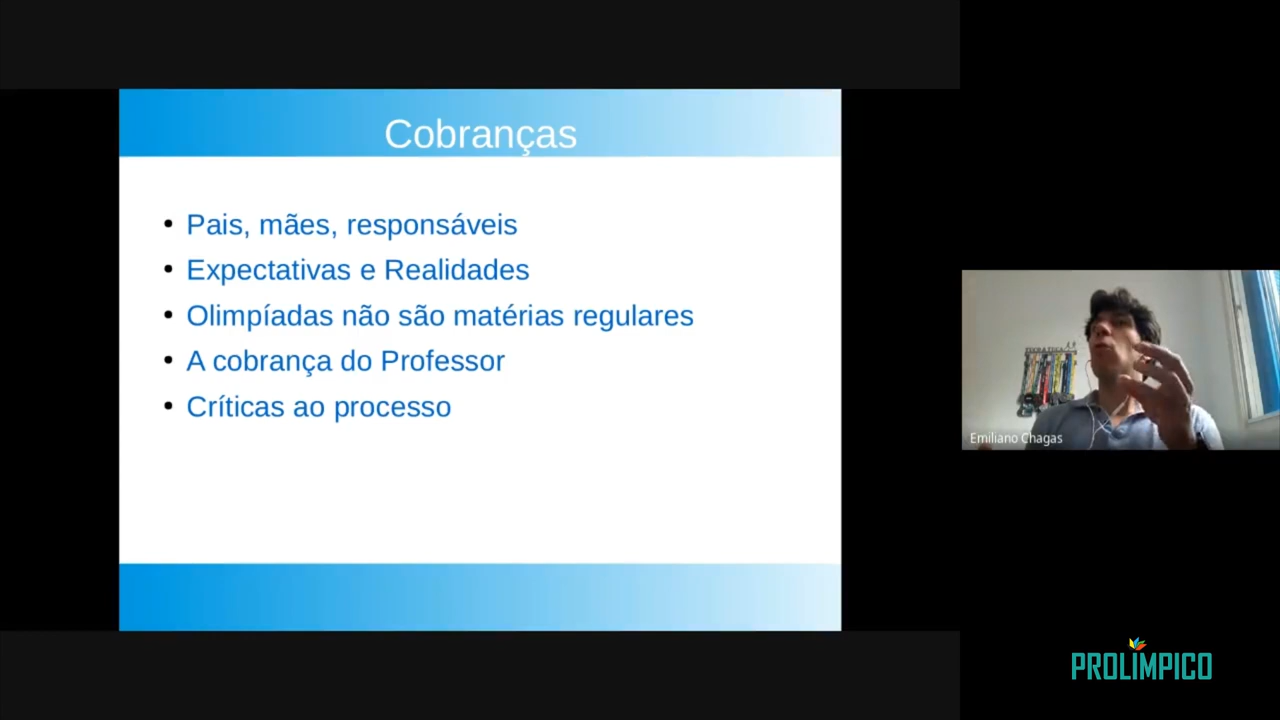 Cobranças
Pais, mães, responsáveis
Expectativas e Realidades
Olimpíadas não são matérias regulares
A cobrança do Professor
Críticas ao processo
Emiliano Chagas
PROLIMPICO